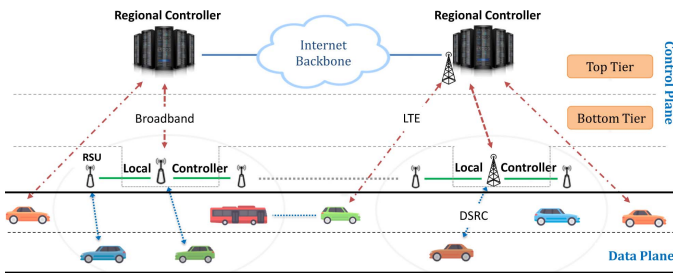 Regional Controller
Regional Controller
Internet
Backbone
Control Plane
Top Tier
Bottom Tier
Broadband
LTE
RSU
Local Controller
Local Controller
DSRC
Data Plane